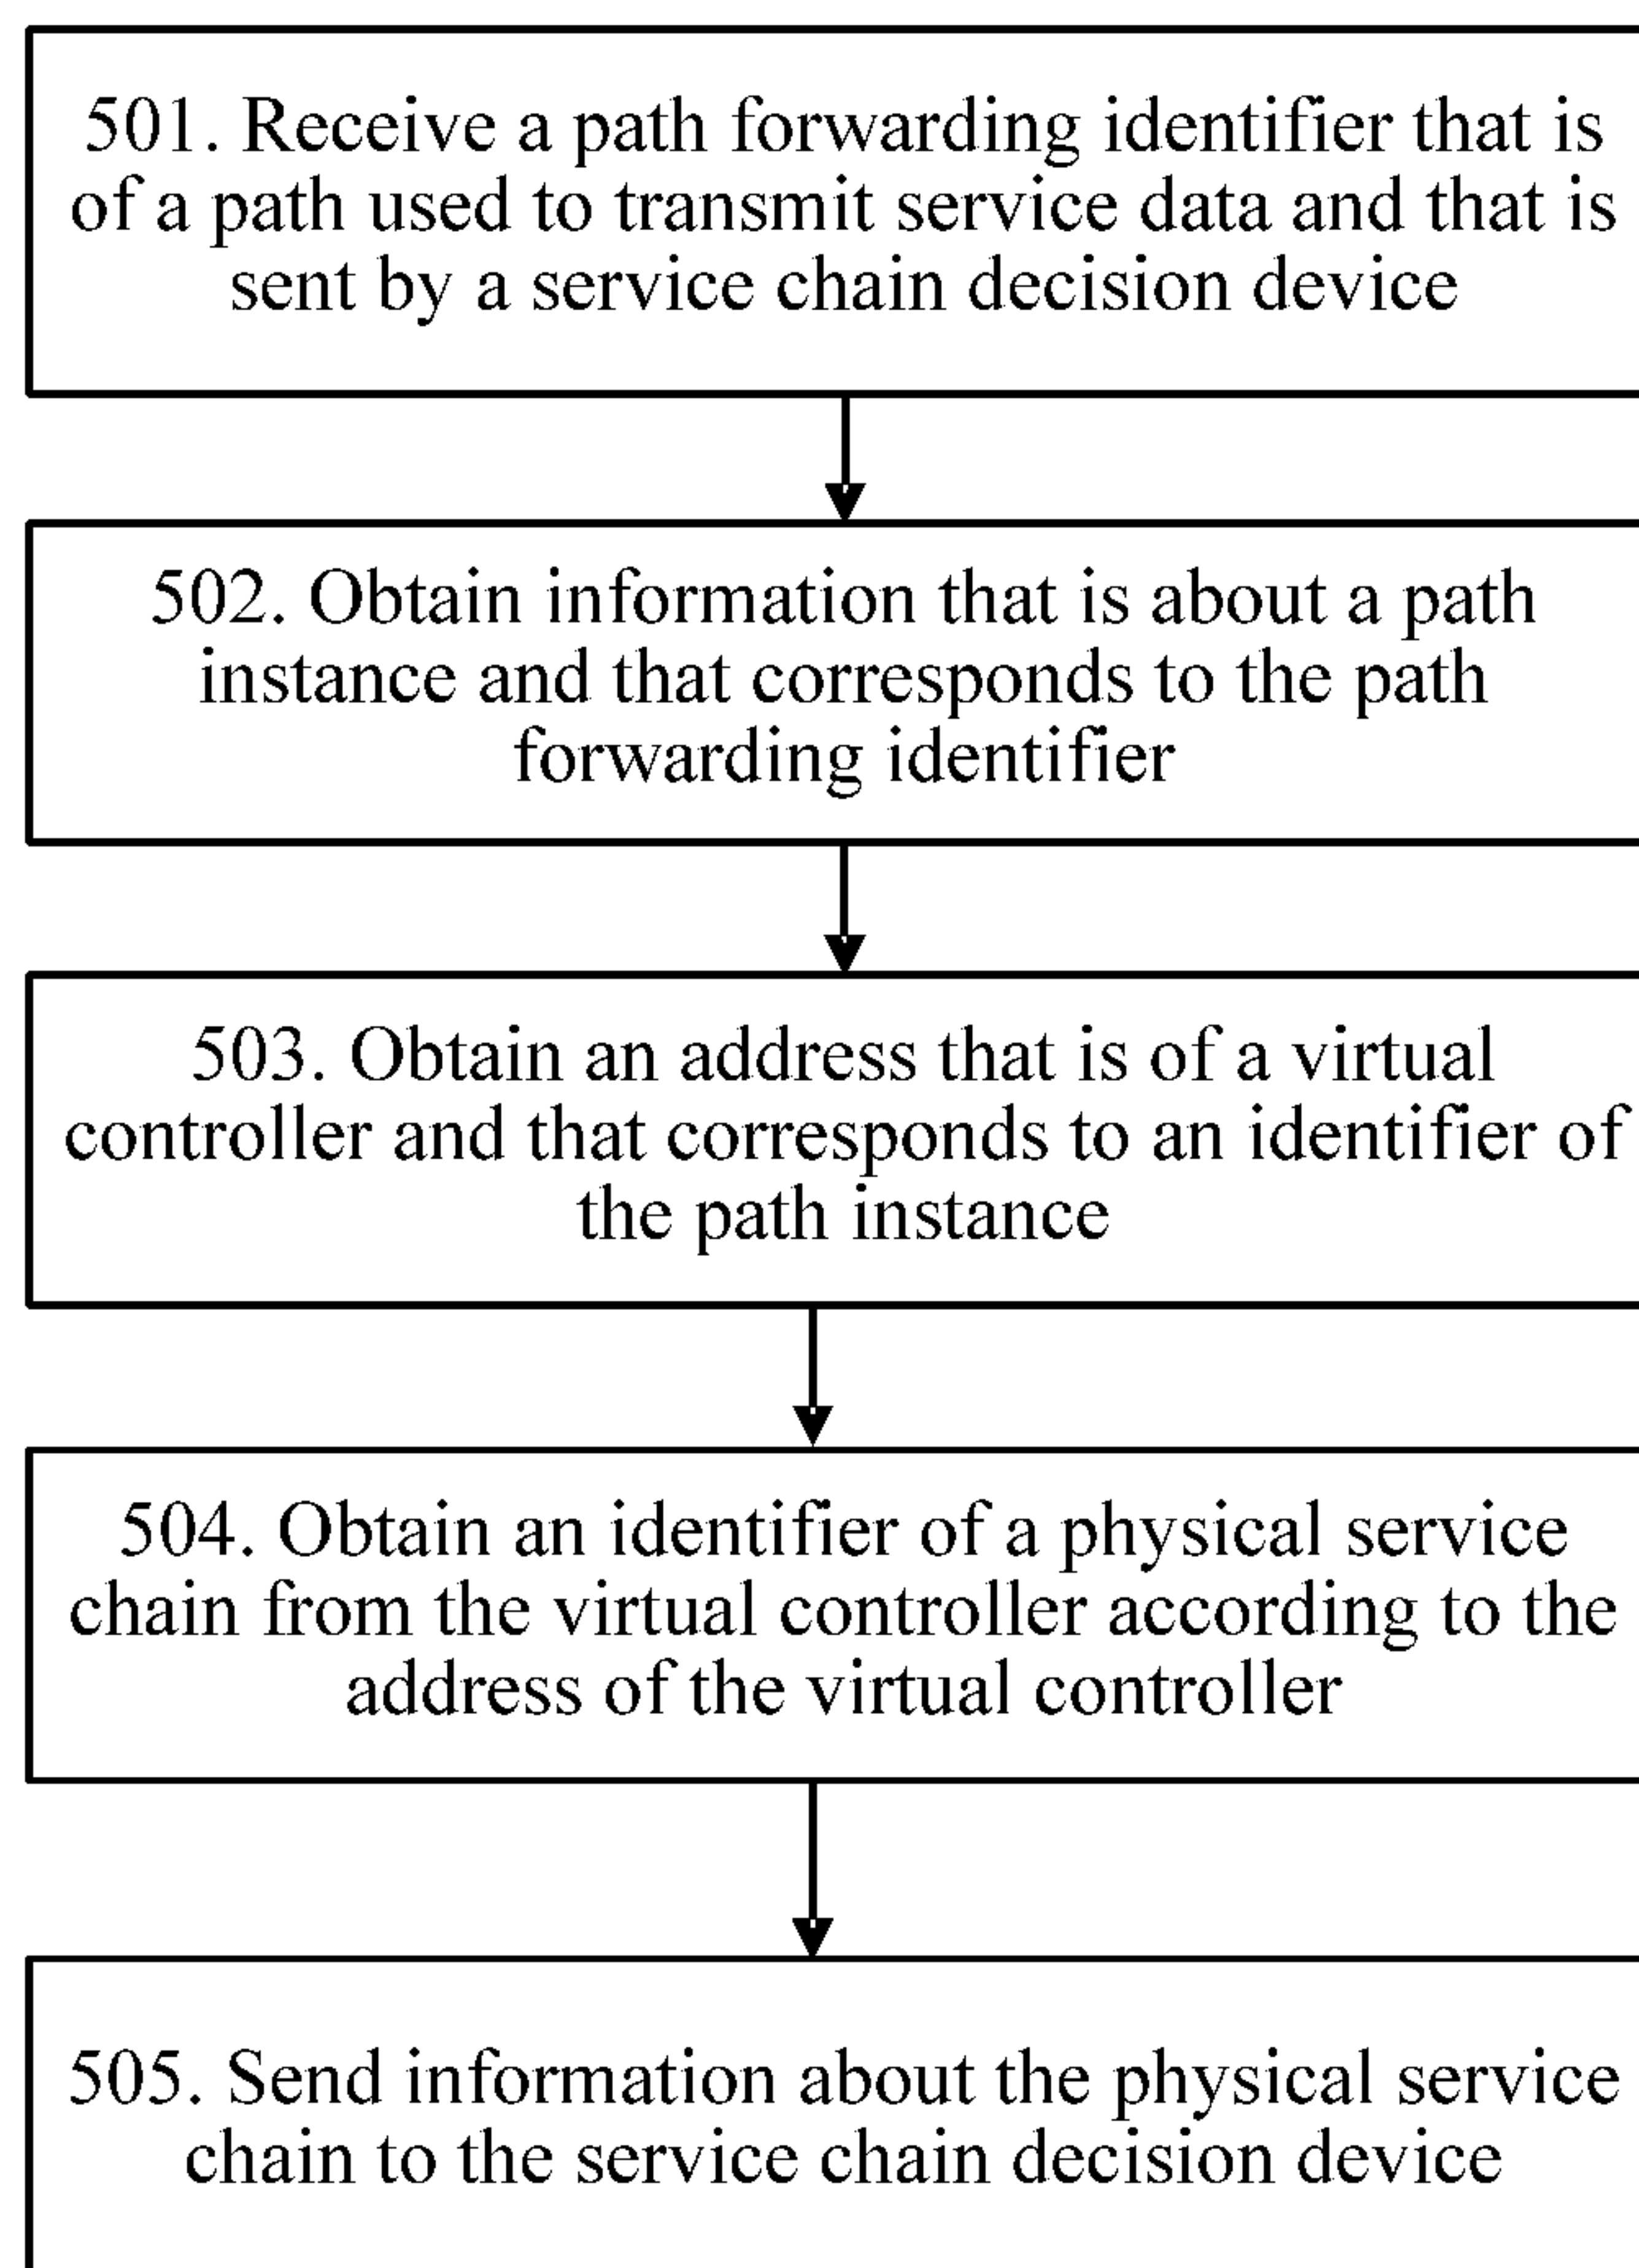 501. Receive a path forwarding identifier that is
of a path used to transmit service data and that is
sent by a service chain decision device
502. Obtain information that is about a path
instance and that corresponds to the path
forwarding identifier
503. Obtain an address that is of a virtual
controller and that corresponds to an identifier of
the path instance
504. Obtain an identifier of a physical service
chain from the virtual controller according to the
address of the virtual controller
505. Send information about the physical service
chain to the service chain decision device